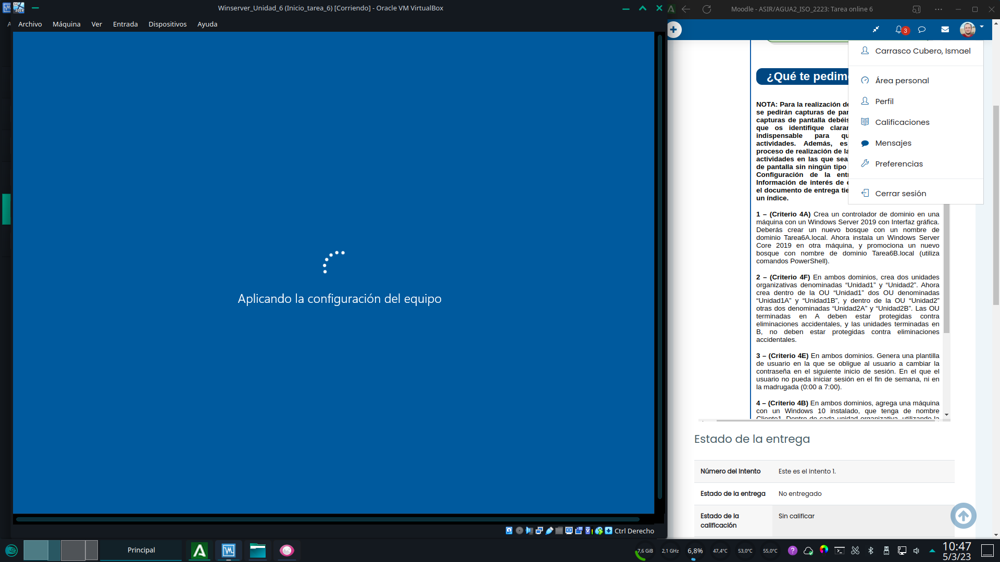 Winserver_Unidad_6 (Inicio_tarea_6) [Corriendo] - Oracle VM VirtualBox
Archivo Máquina Ver Entrada Dispositivos Ayuda
Aplicando la configuración del equipo
Ctrl Derecho
Moodle - ASIR/AGUA2_ISO_2223: Tarea online 6
3
Carrasco Cubero, Ismael
Área personal
Perfil
Calificaciones
Mensajes
Preferencias
Cerrar sesión
¿Qué te pedim
NOTA: Para la realización de
se pedirán capturas de pan
capturas de pantalla debéis
que os identifique claram
indispensable para qu
actividades. Además, es
proceso de realización de la
actividades en las que sea
de pantalla sin ningún tipo
Configuración de la entr
Información de interés de e
el documento de entrega tie
un índice.
1 – (Criterio 4A) Crea un controlador de dominio en una
máquina con un Windows Server 2019 con Interfaz gráfica.
Deberás crear un nuevo bosque con un nombre de
dominio Tarea6A.local. Ahora instala un Windows Server
Core 2019 en otra máquina, y promociona un nuevo
bosque con nombre de dominio Tarea6B.local (utiliza
comandos PowerShell).
2 – (Criterio 4F) En ambos dominios, crea dos unidades
organizativas denominadas “Unidad1” y “Unidad2”. Ahora
crea dentro de la OU “Unidad1” dos OU denominadas
“Unidad1A” y “Unidad1B”, y dentro de la OU “Unidad2”
otras dos denominadas “Unidad2A” y “Unidad2B”. Las OU
terminadas en A deben estar protegidas contra
eliminaciones accidentales, y las unidades terminadas en
B, no deben estar protegidas contra eliminaciones
accidentales.
3 – (Criterio 4E) En ambos dominios. Genera una plantilla
de usuario en la que se obligue al usuario a cambiar la
contraseña en el siguiente inicio de sesión. En el que el
usuario no pueda iniciar sesión en el fin de semana, ni en
la madrugada (0:00 a 7:00).
4 – (Criterio 4B) En ambos dominios, agrega una máquina
con un Windows 10 instalado, que tenga de nombre
Cliente1. Dentro de cada unidad organizativa, utilizando la
Estado de la entrega
Número del intento Este es el intento 1.
Estado de la entrega No entregado
Estado de la calificación Sin calificar
Principal
7,6 GiB 2,1 GHz 6,8% 47,4°C 53,0°C 55,0°C
10:47
5/3/23